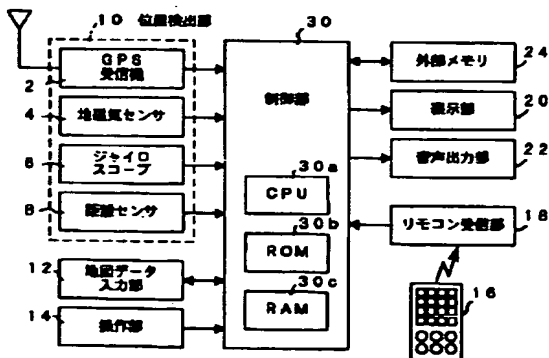 10 位置検出部
GPS
受信機
2
地磁気センサ
4
ジャイロ
スコープ
6
距離センサ
8
地図データ
入力部
12
操作部
14
30
制御部
30a
CPU
30b
ROM
30c
RAM
外部メモリ
24
表示部
20
音声出力部
22
リモコン受信部
18
16